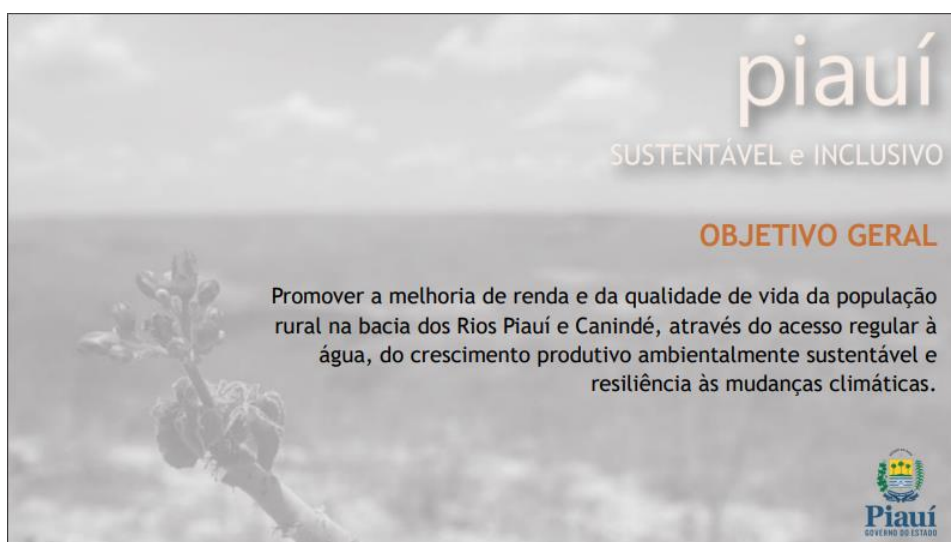 piauí
SUSTENTÁVEL e INCLUSIVO
OBJETIVO GERAL
Promover a melhoria de renda e da qualidade de vida da população
rural na bacia dos Rios Piauí e Canindé, através do acesso regular à
água, do crescimento produtivo ambientalmente sustentável e
resiliência às mudanças climáticas.
Piauí
GOVERNO DO ESTADO